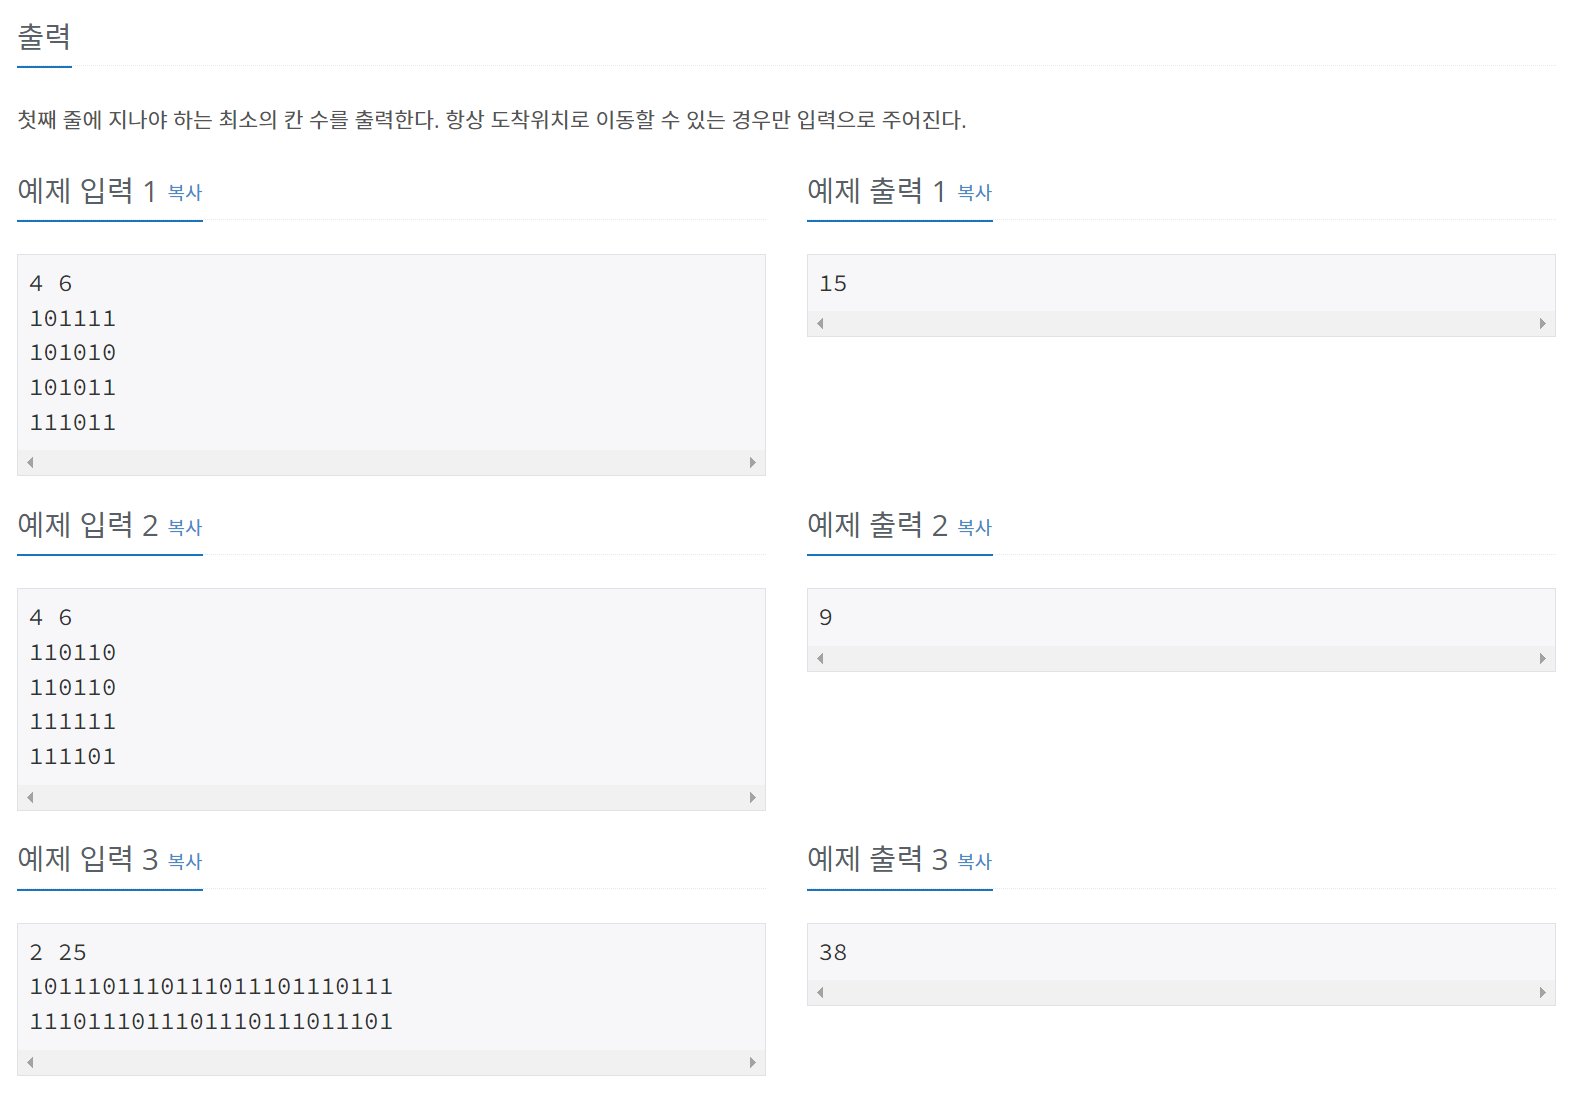 출력
첫째 줄에 지나야 하는 최소의 칸 수를 출력한다. 항상 도착위치로 이동할 수 있는 경우만 입력으로 주어진다.
예제 입력 1 복사
4 6
101111
101010
101011
111011
예제 출력 1 복사
15
예제 입력 2 복사
4 6
110110
110110
111111
111101
예제 출력 2 복사
9
예제 입력 3 복사
2 25
1011101110111011101110111
1110111011101110111011101
예제 출력 3 복사
38